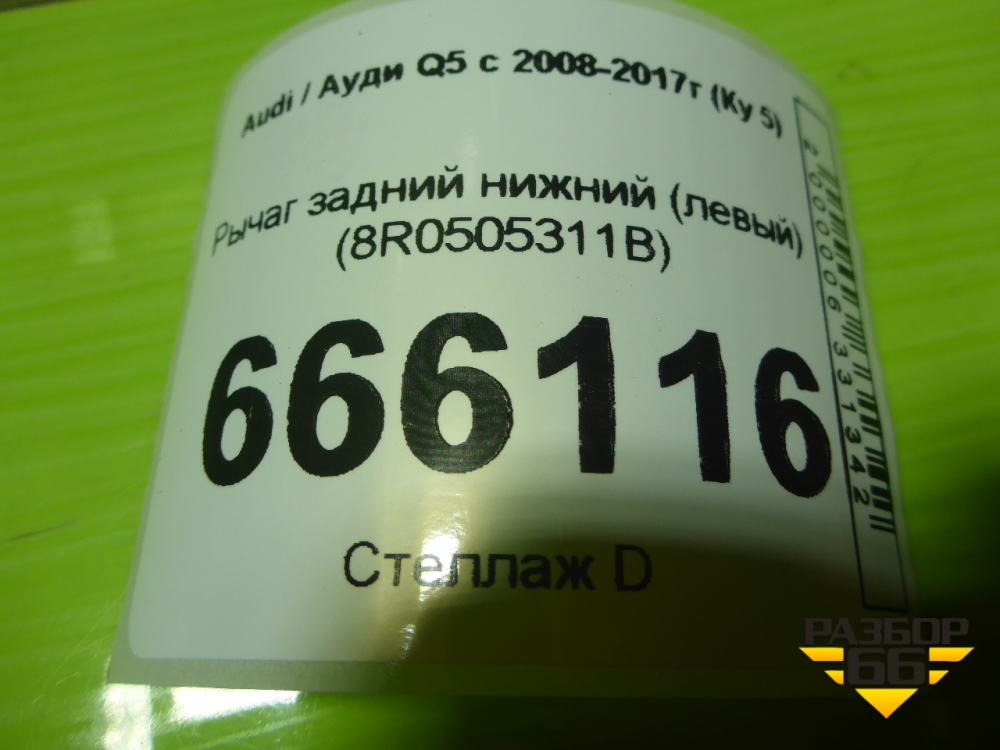 Audi / Ауди Q5 с 2008-2017г (Ку 5)
Рычаг задний нижний (левый)
(8R0505311B)
666116
Стеллаж D
2000006331342
РАЗБОР
66